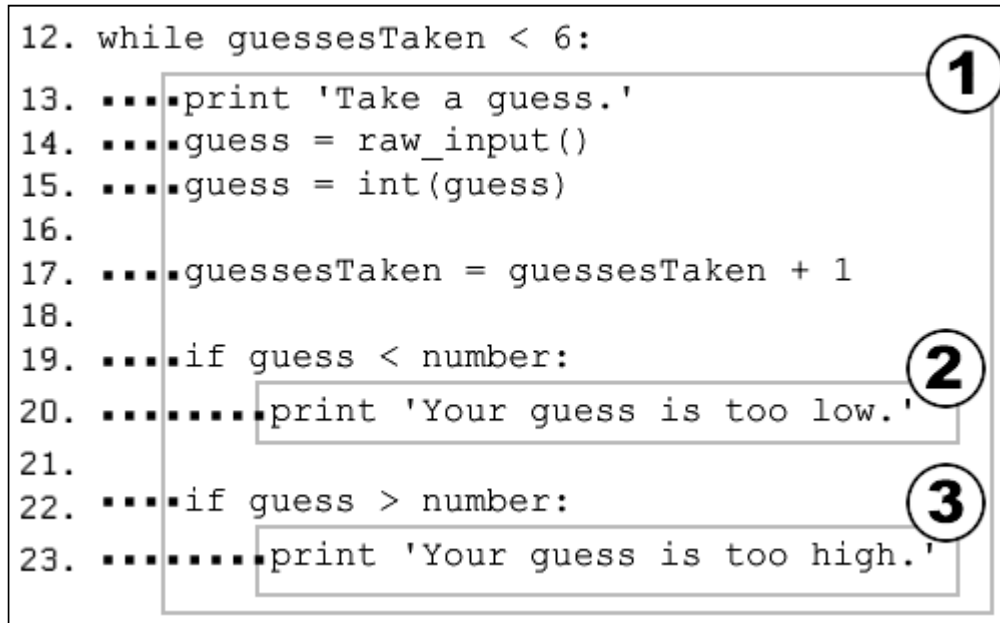 12. while guessesTaken < 6:
1
13. ▪▪▪▪print 'Take a guess.'
14. ▪▪▪▪guess = raw_input()
15. ▪▪▪▪guess = int(guess)
16.
17. ▪▪▪▪guessesTaken = guessesTaken + 1
18.
19. ▪▪▪▪if guess < number:
2
20. ▪▪▪▪▪▪▪▪print 'Your guess is too low.'
21.
22. ▪▪▪▪if guess > number:
3
23. ▪▪▪▪▪▪▪▪print 'Your guess is too high.'